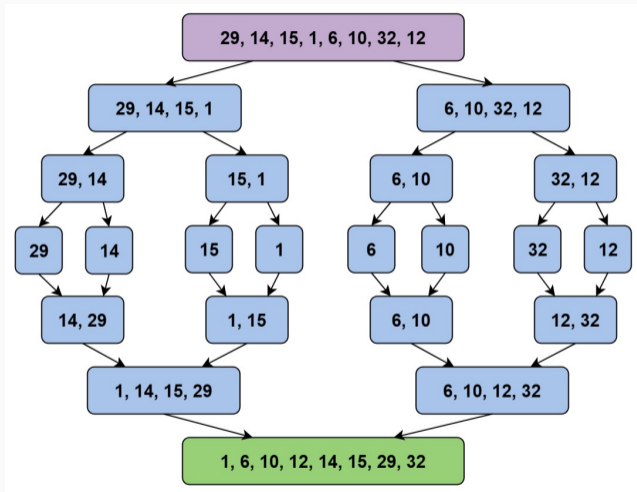 29, 14, 15, 1, 6, 10, 32, 12
29, 14, 15, 1
6, 10, 32, 12
29, 14
15, 1
6, 10
32, 12
29
14
15
1
6
10
32
12
14, 29
1, 15
6, 10
12, 32
1, 14, 15, 29
6, 10, 12, 32
1, 6, 10, 12, 14, 15, 29, 32